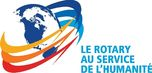 LE ROTARY
AU SERVICE
DE L'HUMANITÉ